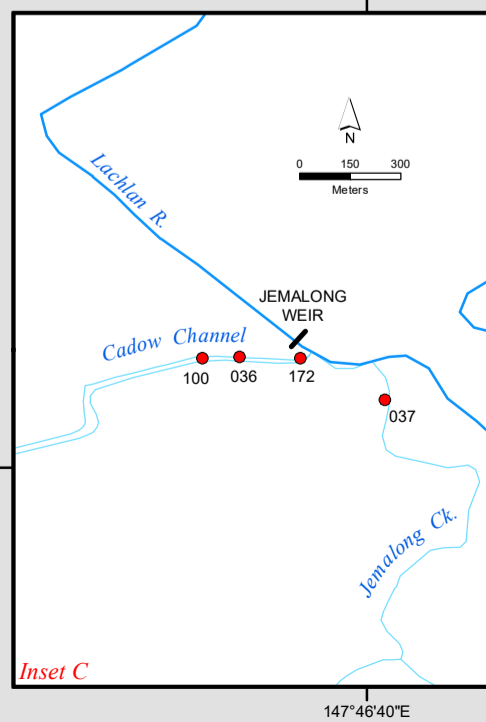 Lachlan R.
N
0 150 300
Meters
JEMALONG
WEIR
Cadow Channel
100 036 172
037
Jemalong Ck.
Inset C
147°46'40"E